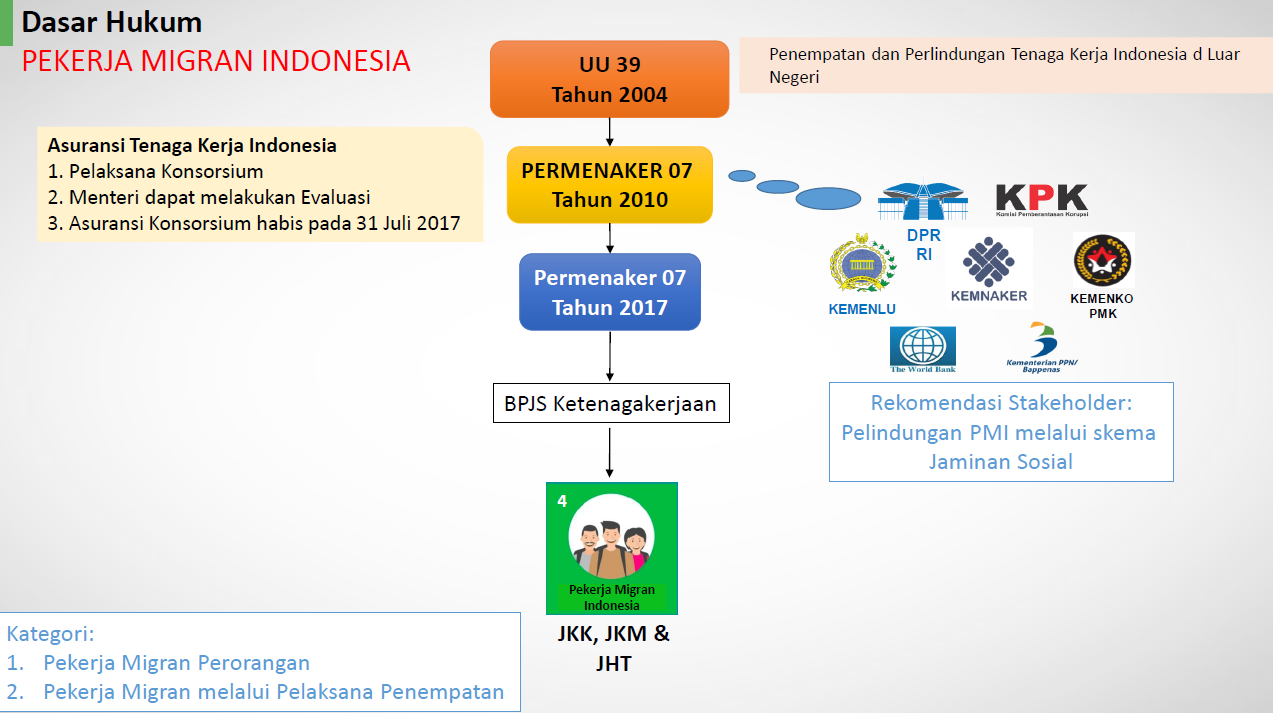 Dasar Hukum
PEKERJA MIGRAN INDONESIA
UU 39
Tahun 2004
Penempatan dan Perlindungan Tenaga Kerja Indonesia d Luar
Negeri
Asuransi Tenaga Kerja Indonesia
1. Pelaksana Konsorsium
2. Menteri dapat melakukan Evaluasi
3. Asuransi Konsorsium habis pada 31 Juli 2017
PERMENAKER 07
Tahun 2010
DPR
RI
KPK
Komisi Pemberantasan Korupsi
Permenaker 07
Tahun 2017
KEMENLU
KEMNAKER
KEMENKO
PMK
The World Bank
Kementerian PPN/
Bappenas
BPJS Ketenagakerjaan
Rekomendasi Stakeholder:
Pelindungan PMI melalui skema
Jaminan Sosial
4
Pekerja Migran
Indonesia
JKK, JKM &
JHT
Kategori:
1. Pekerja Migran Perorangan
2. Pekerja Migran melalui Pelaksana Penempatan